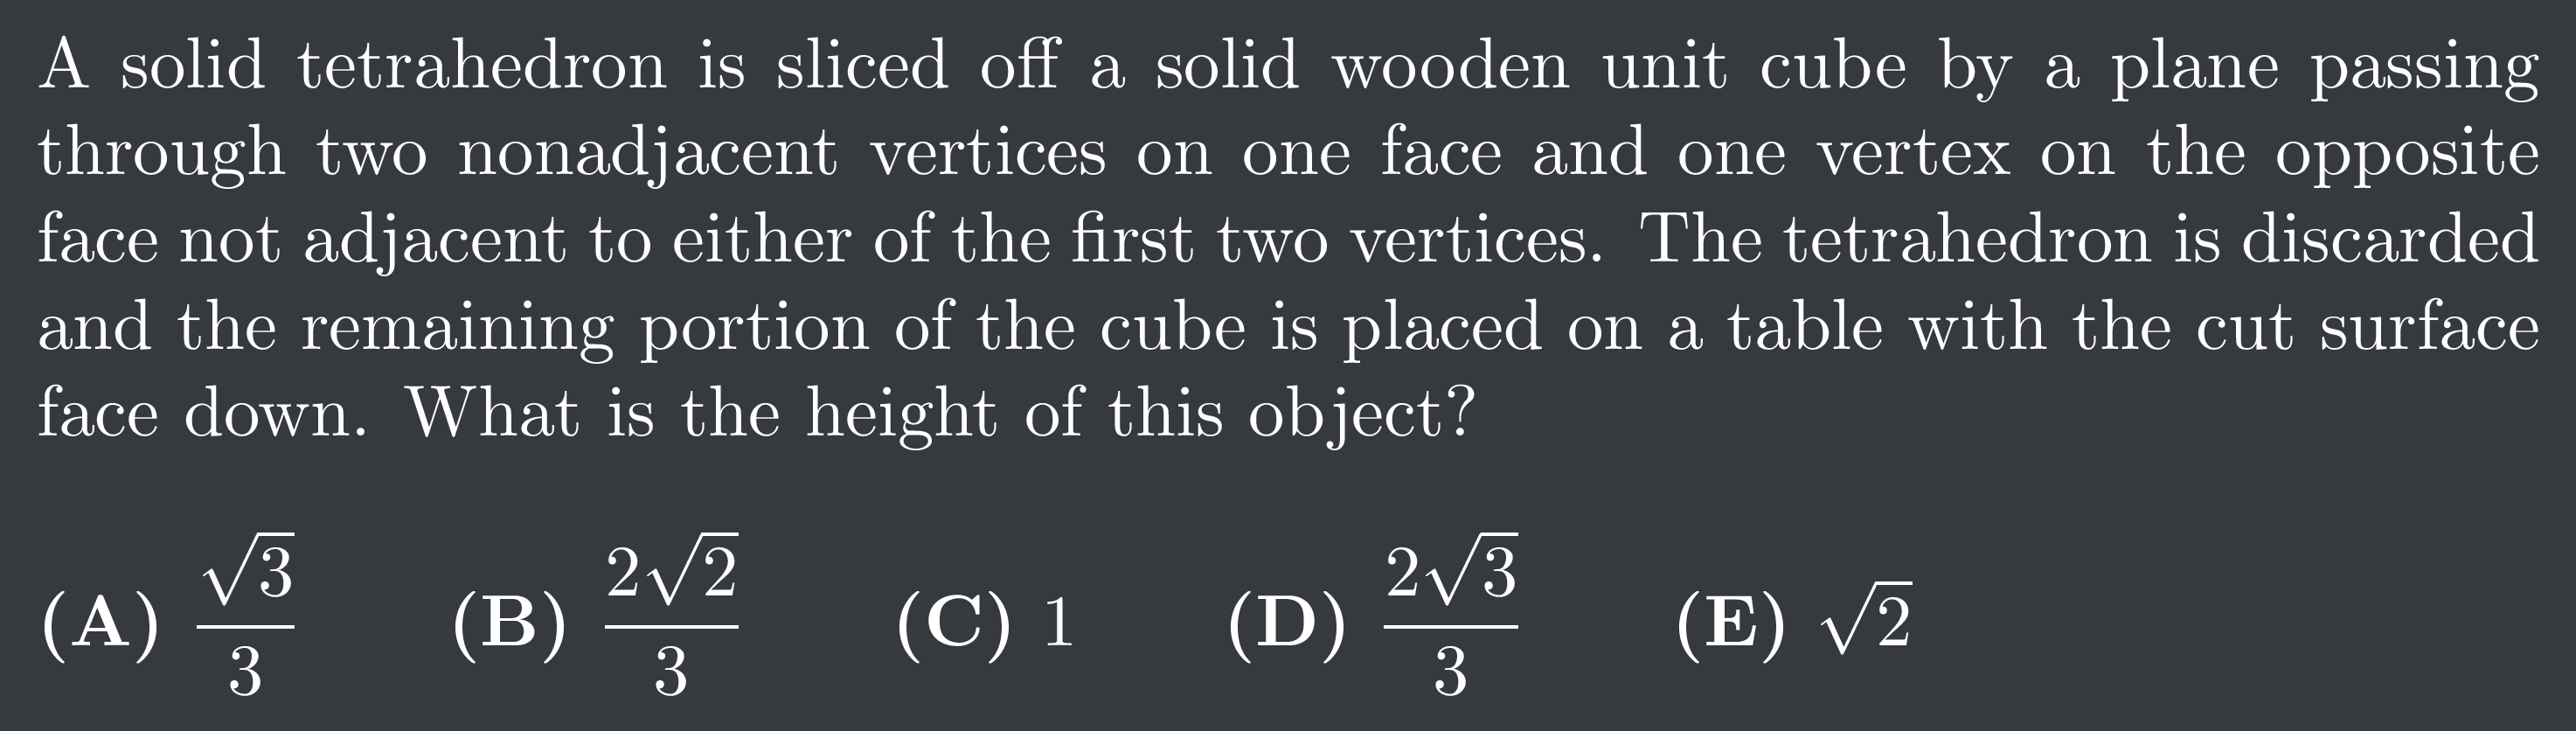 A solid tetrahedron is sliced off a solid wooden unit cube by a plane passing
through two nonadjacent vertices on one face and one vertex on the opposite
face not adjacent to either of the first two vertices. The tetrahedron is discarded
and the remaining portion of the cube is placed on a table with the cut surface
face down. What is the height of this object?
(A) √3/3 (B) 2√2/3 (C) 1 (D) 2√3/3 (E) √2